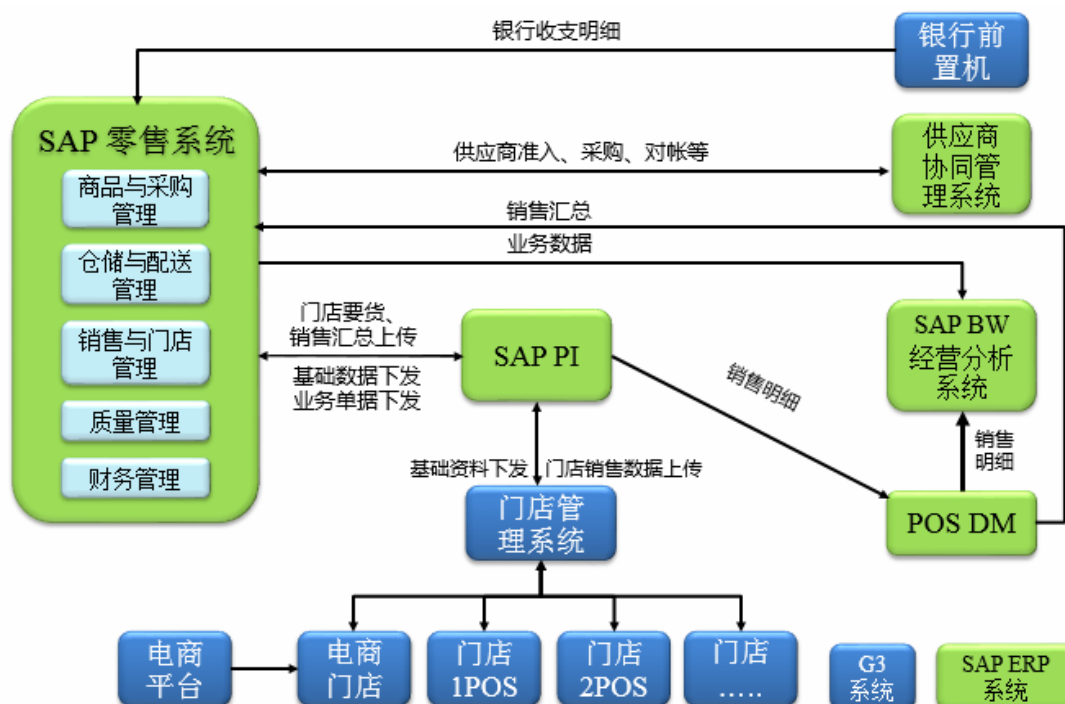 银行收支明细
银行前
置机
SAP 零售系统
商品与采购
管理
仓储与配送
管理
销售与门店
管理
质量管理
财务管理
供应商准入、采购、对帐等
供应商
协同管
理系统
销售汇总
业务数据
门店要货、
销售汇总上传
基础数据下发
业务单据下发
SAP PI
销售明细
SAP BW
经营分析
系统
销售
明细
基础资料下发
门店销售数据上传
门店管
理系统
POS DM
电商
平台
电商
门店
门店
1POS
门店
2POS
门店
.....
G3
系统
SAP ERP
系统